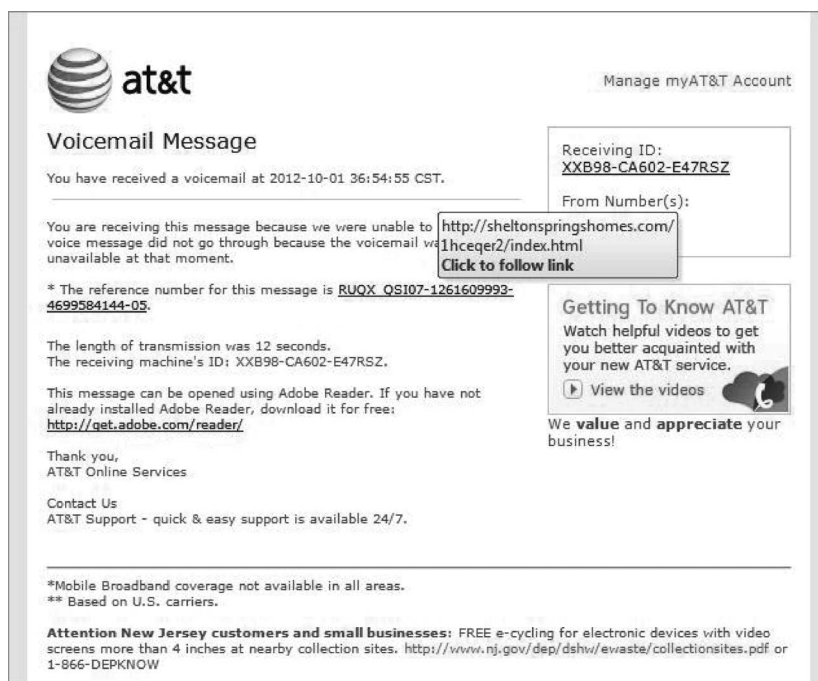 at&t
Manage myAT&T Account
Voicemail Message
You have received a voicemail at 2012-10-01 36:54:55 CST.
You are receiving this message because we were unable to
voice message did not go through because the voicemail wa
unavailable at that moment.
* The reference number for this message is RUQX_QSI07-1261609993-
4699584144-05.
The length of transmission was 12 seconds.
The receiving machine's ID: XXB98-CA602-E47RSZ.
This message can be opened using Adobe Reader. If you have not
already installed Adobe Reader, download it for free:
http://get.adobe.com/reader/
Thank you,
AT&T Online Services
Contact Us
AT&T Support - quick & easy support is available 24/7.
Receiving ID:
XXB98-CA602-E47RSZ
From Number(s):
http://sheltonspringshomes.com/
1hceqer2/index.html
Click to follow link
Getting To Know AT&T
Watch helpful videos to get
you better acquainted with
your new AT&T service.
View the videos
We value and appreciate your
business!
*Mobile Broadband coverage not available in all areas.
** Based on U.S. carriers.
Attention New Jersey customers and small businesses: FREE e-cycling for electronic devices with video
screens more than 4 inches at nearby collection sites. http://www.nj.gov/dep/dshw/ewaste/collectionsites.pdf or
1-866-DEPKNOW